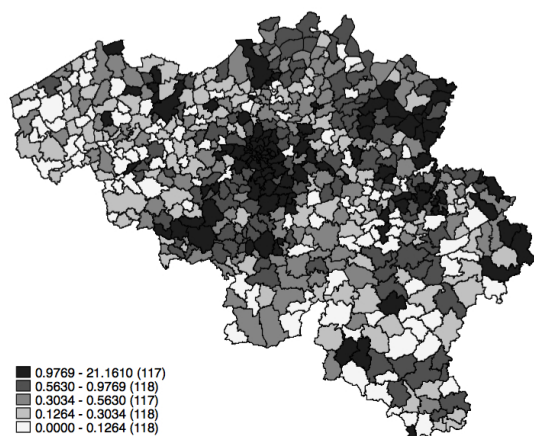 0.9769 - 21.1610 (117)
0.5630 - 0.9769 (118)
0.3034 - 0.5630 (117)
0.1264 - 0.3034 (118)
0.0000 - 0.1264 (118)